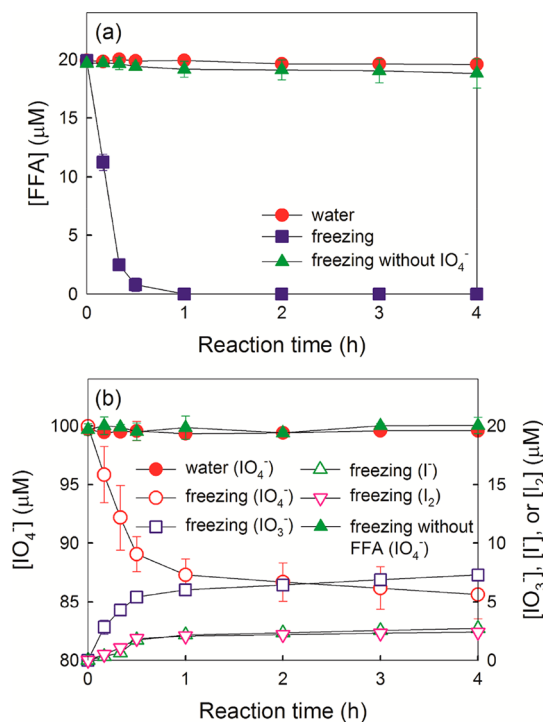 (a)
[FFA] (μM)
20
15
10
5
0
water
freezing
freezing without IO₄⁻
0 1 2 3 4
Reaction time (h)
(b)
[IO₄⁻] (μM)
100
95
90
85
80
water (IO₄⁻) freezing (I⁻)
freezing (IO₄⁻) freezing (I₂)
freezing (IO₃⁻) freezing without
FFA (IO₄⁻)
20
15
10
5
0
[IO₃⁻], [I⁻], or [I₂] (μM)
0 1 2 3 4
Reaction time (h)